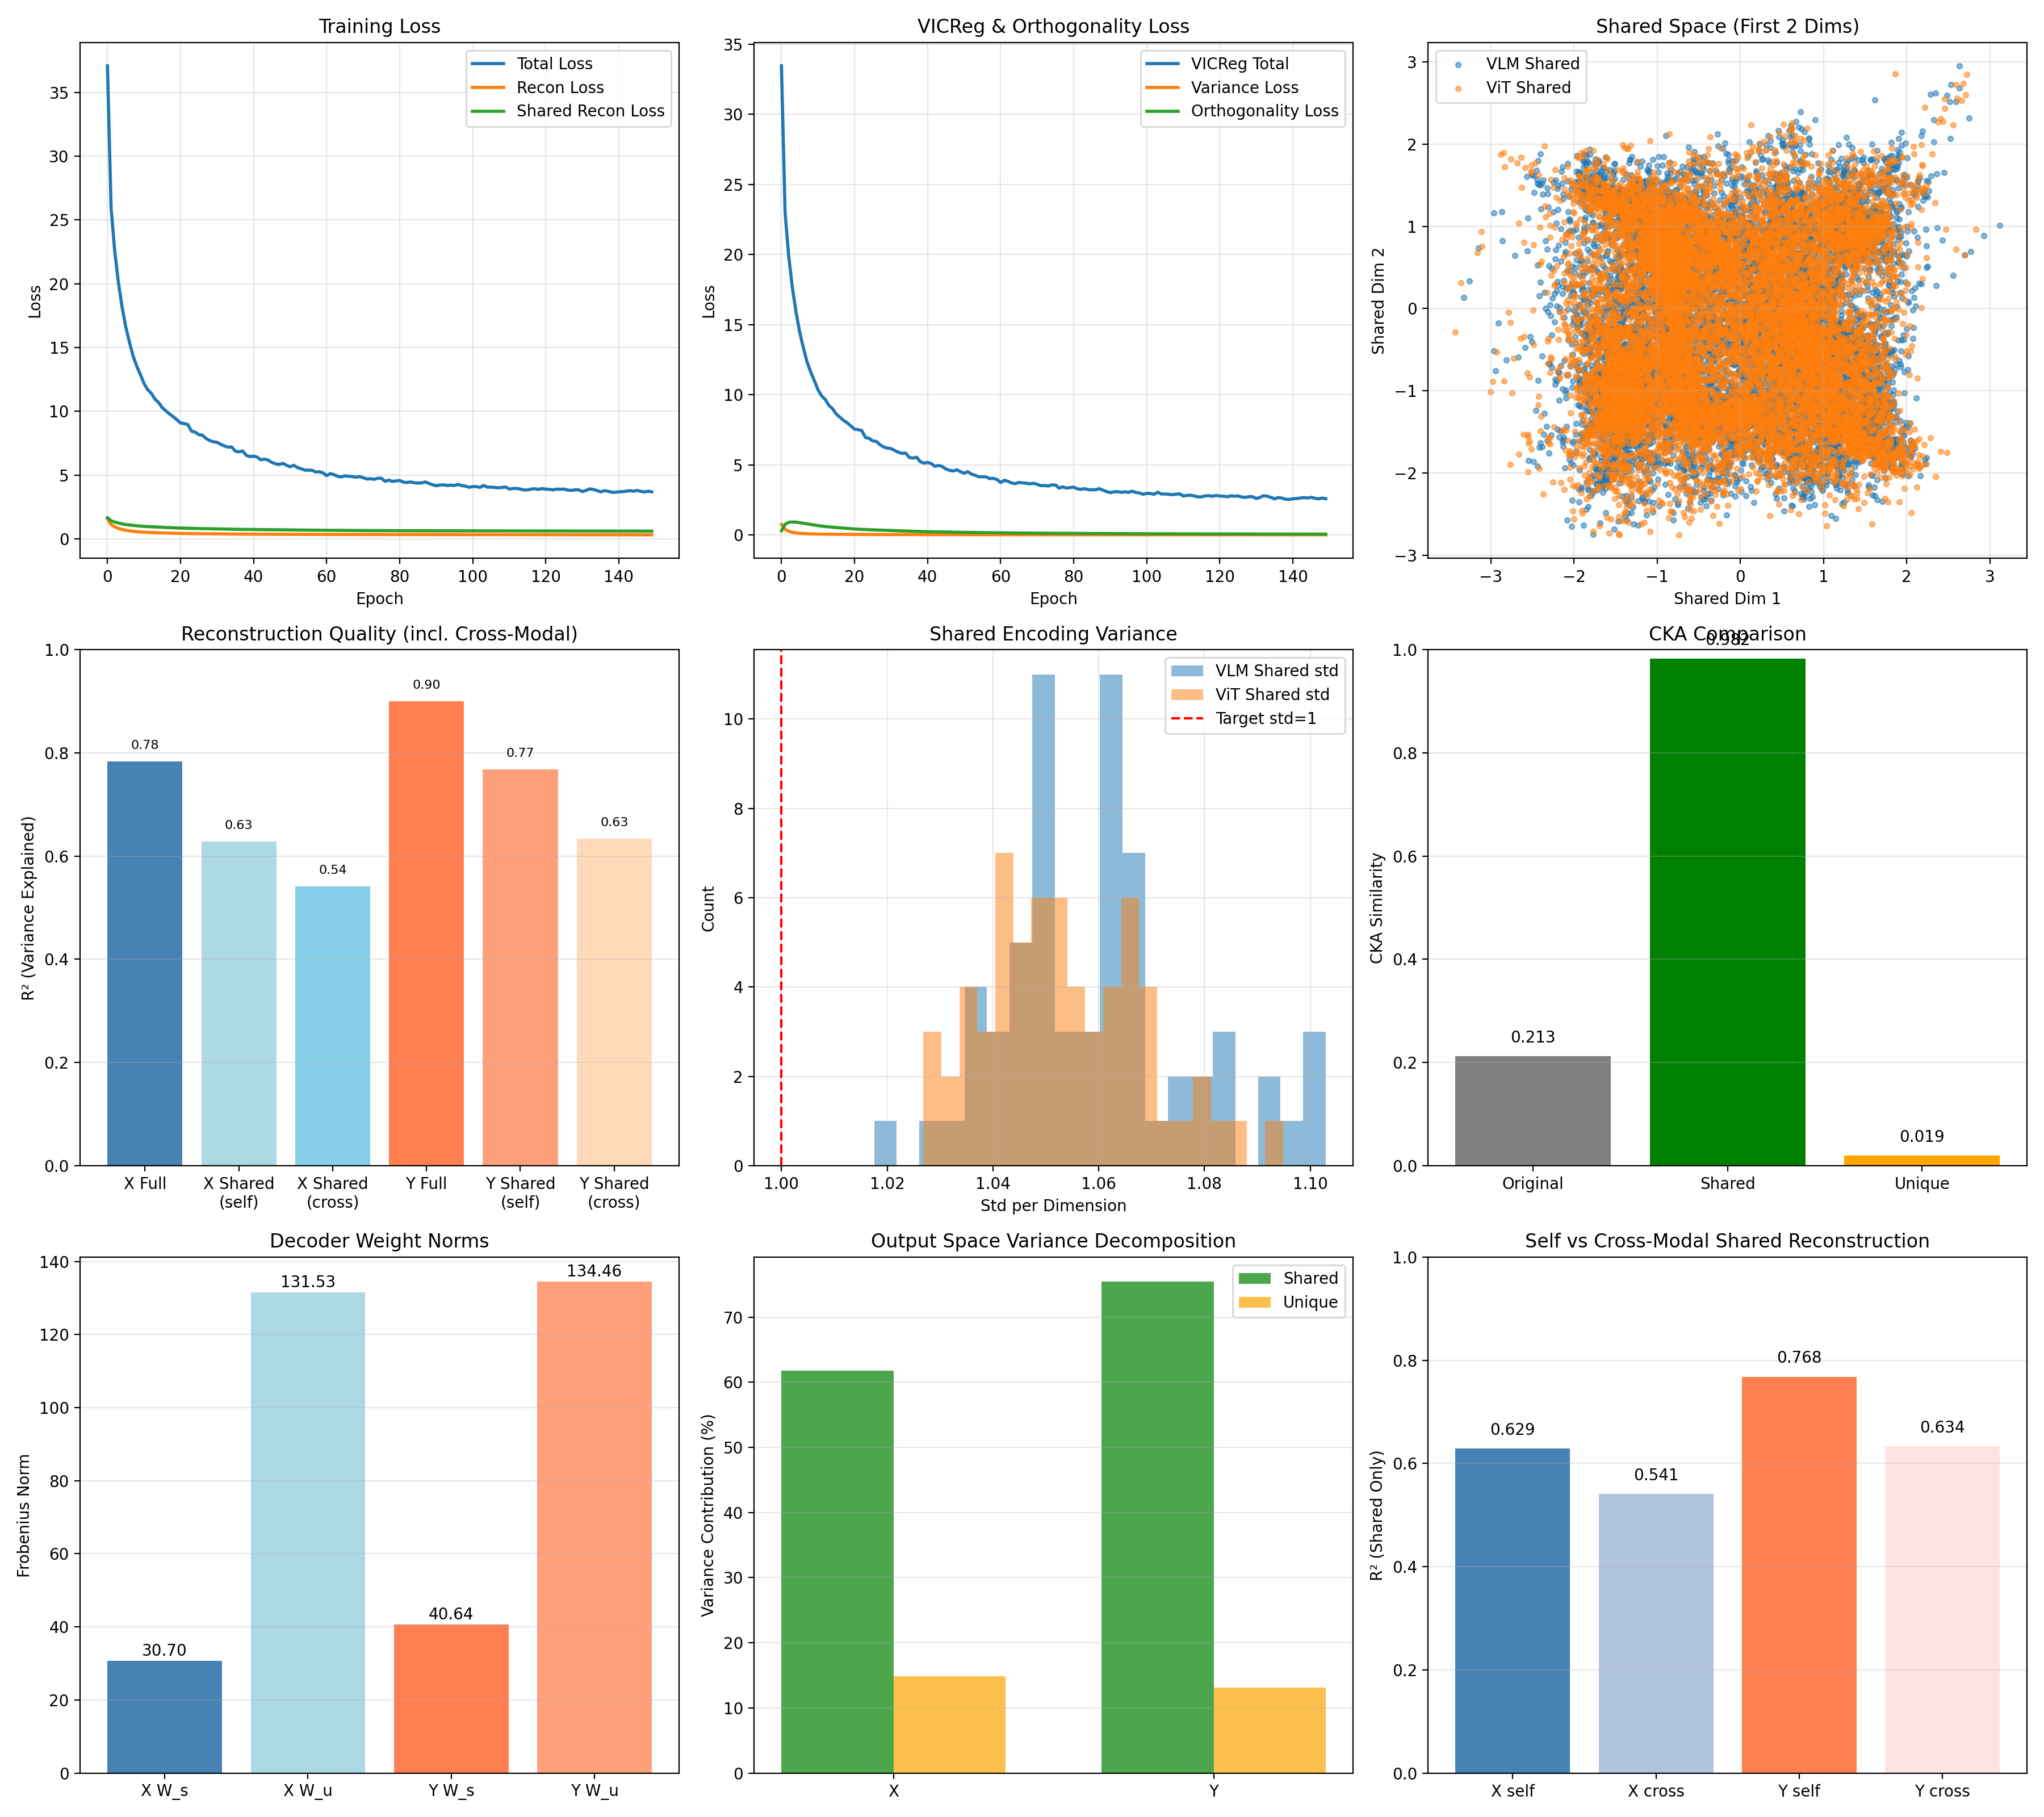 Training Loss
Total Loss
Recon Loss
Shared Recon Loss
Loss
35
30
25
20
15
10
5
0
0 20 40 60 80 100 120 140
Epoch
VICReg & Orthogonality Loss
VICReg Total
Variance Loss
Orthogonality Loss
Loss
35
30
25
20
15
10
5
0
0 20 40 60 80 100 120 140
Epoch
Shared Space (First 2 Dims)
VLM Shared
ViT Shared
Shared Dim 2
3
2
1
0
−1
−2
−3
−3 −2 −1 0 1 2 3
Shared Dim 1
Reconstruction Quality (incl. Cross-Modal)
R² (Variance Explained)
1.0
0.8
0.6
0.4
0.2
0.0
0.78
0.63
0.54
0.90
0.77
0.63
X Full
X Shared
(self)
X Shared
(cross)
Y Full
Y Shared
(self)
Y Shared
(cross)
Shared Encoding Variance
VLM Shared std
ViT Shared std
Target std=1
Count
10
8
6
4
2
0
1.00 1.02 1.04 1.06 1.08 1.10
Std per Dimension
CKA Comparison
0.982
CKA Similarity
1.0
0.8
0.6
0.4
0.2
0.0
0.213
0.019
Original Shared Unique
Decoder Weight Norms
Frobenius Norm
140
120
100
80
60
40
20
0
30.70
131.53
40.64
134.46
X W_s X W_u Y W_s Y W_u
Output Space Variance Decomposition
Shared
Unique
Variance Contribution (%)
70
60
50
40
30
20
10
0
X Y
Self vs Cross-Modal Shared Reconstruction
R² (Shared Only)
1.0
0.8
0.6
0.4
0.2
0.0
0.629
0.541
0.768
0.634
X self X cross Y self Y cross